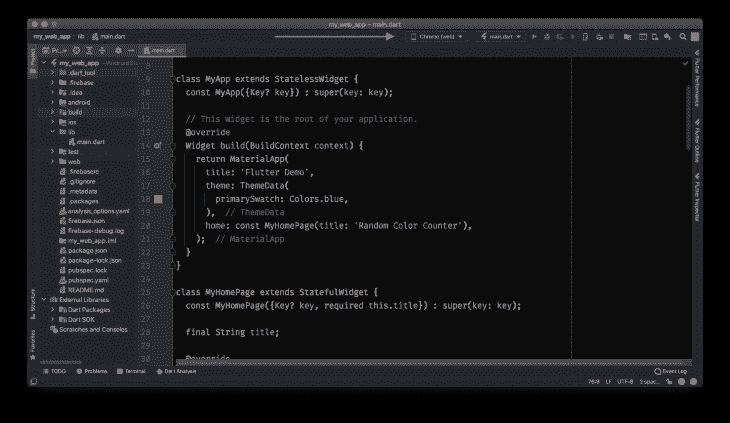 my_web_app – main.dart
my_web_app lib main.dart Chrome (web) main.dart
Project Pr... main.dart
my_web_app
.dart_tool
.firebase
.idea
android
build
ios
lib
main.dart
test
web
.firebaserc
.gitignore
.metadata
.packages
analysis_options.yaml
firebase.json
firebase-debug.log
my_web_app.iml
package.json
package-lock.json
pubspec.lock
pubspec.yaml
README.md
External Libraries
Dart Packages
Dart SDK
Scratches and Consoles
Structure
Favorites
8
9 class MyApp extends StatelessWidget {
10 const MyApp({Key? key}) : super(key: key);
11
12 // This widget is the root of your application.
13 @override
14 Widget build(BuildContext context) {
15 return MaterialApp(
16 title: 'Flutter Demo',
17 theme: ThemeData(
18 primarySwatch: Colors.blue,
19 ), // ThemeData
20 home: const MyHomePage(title: 'Random Color Counter'),
21 ); // MaterialApp
22 }
23 }
24
25 class MyHomePage extends StatefulWidget {
26 const MyHomePage({Key? key, required this.title}) : super(key: key);
27
28 final String title;
29
30 @override
Flutter Performance
Flutter Outline
Flutter Inspector
TODO Problems Terminal Dart Analysis Event Log
LF UTF-8 2 spac...